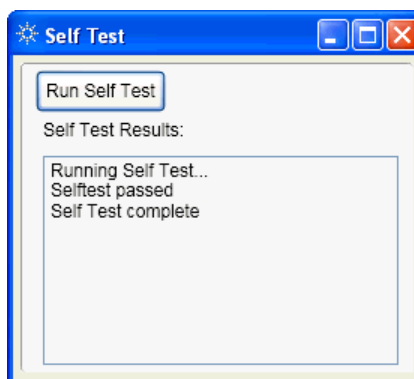 Self Test
Run Self Test
Self Test Results:
Running Self Test...
Selftest passed
Self Test complete